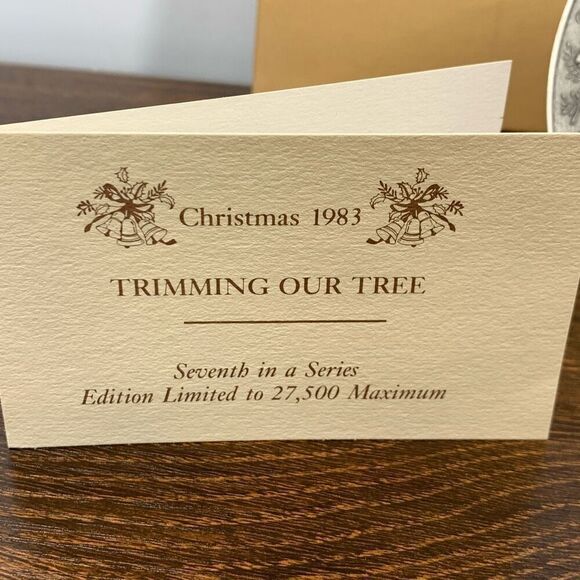 Christmas 1983
TRIMMING OUR TREE
Seventh in a Series
Edition Limited to 27,500 Maximum